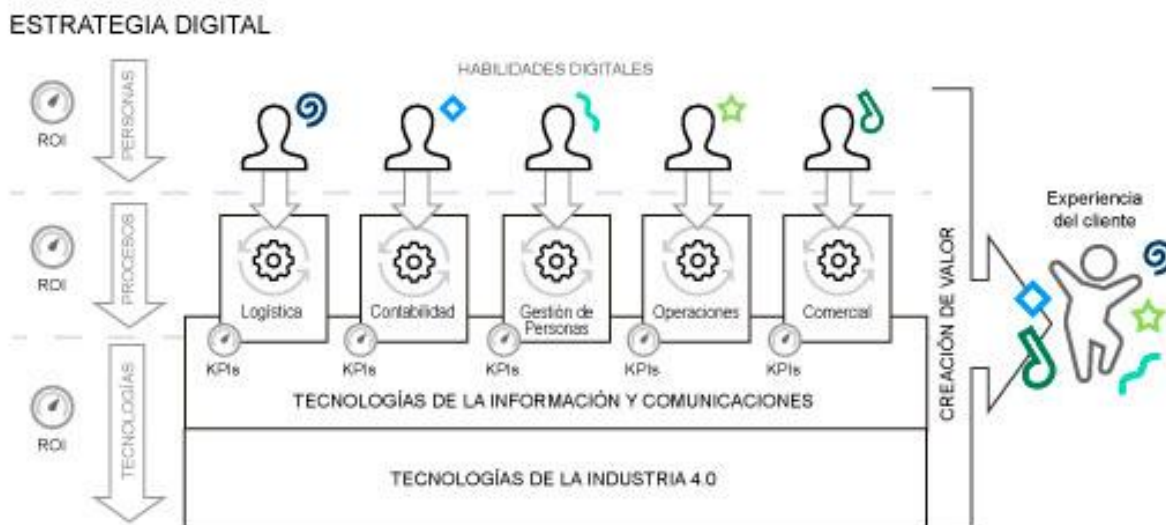 ESTRATEGIA DIGITAL
HABILIDADES DIGITALES
ROI
PERSONAS
ROI
PROCESOS
Logística
Contabilidad
Gestión de
Personas
Operaciones
Comercial
KPIs
KPIs
KPIs
KPIs
KPIs
ROI
TECNOLOGÍAS
TECNOLOGÍAS DE LA INFORMACIÓN Y COMUNICACIONES
TECNOLOGÍAS DE LA INDUSTRIA 4.0
CREACIÓN DE VALOR
Experiencia
del cliente